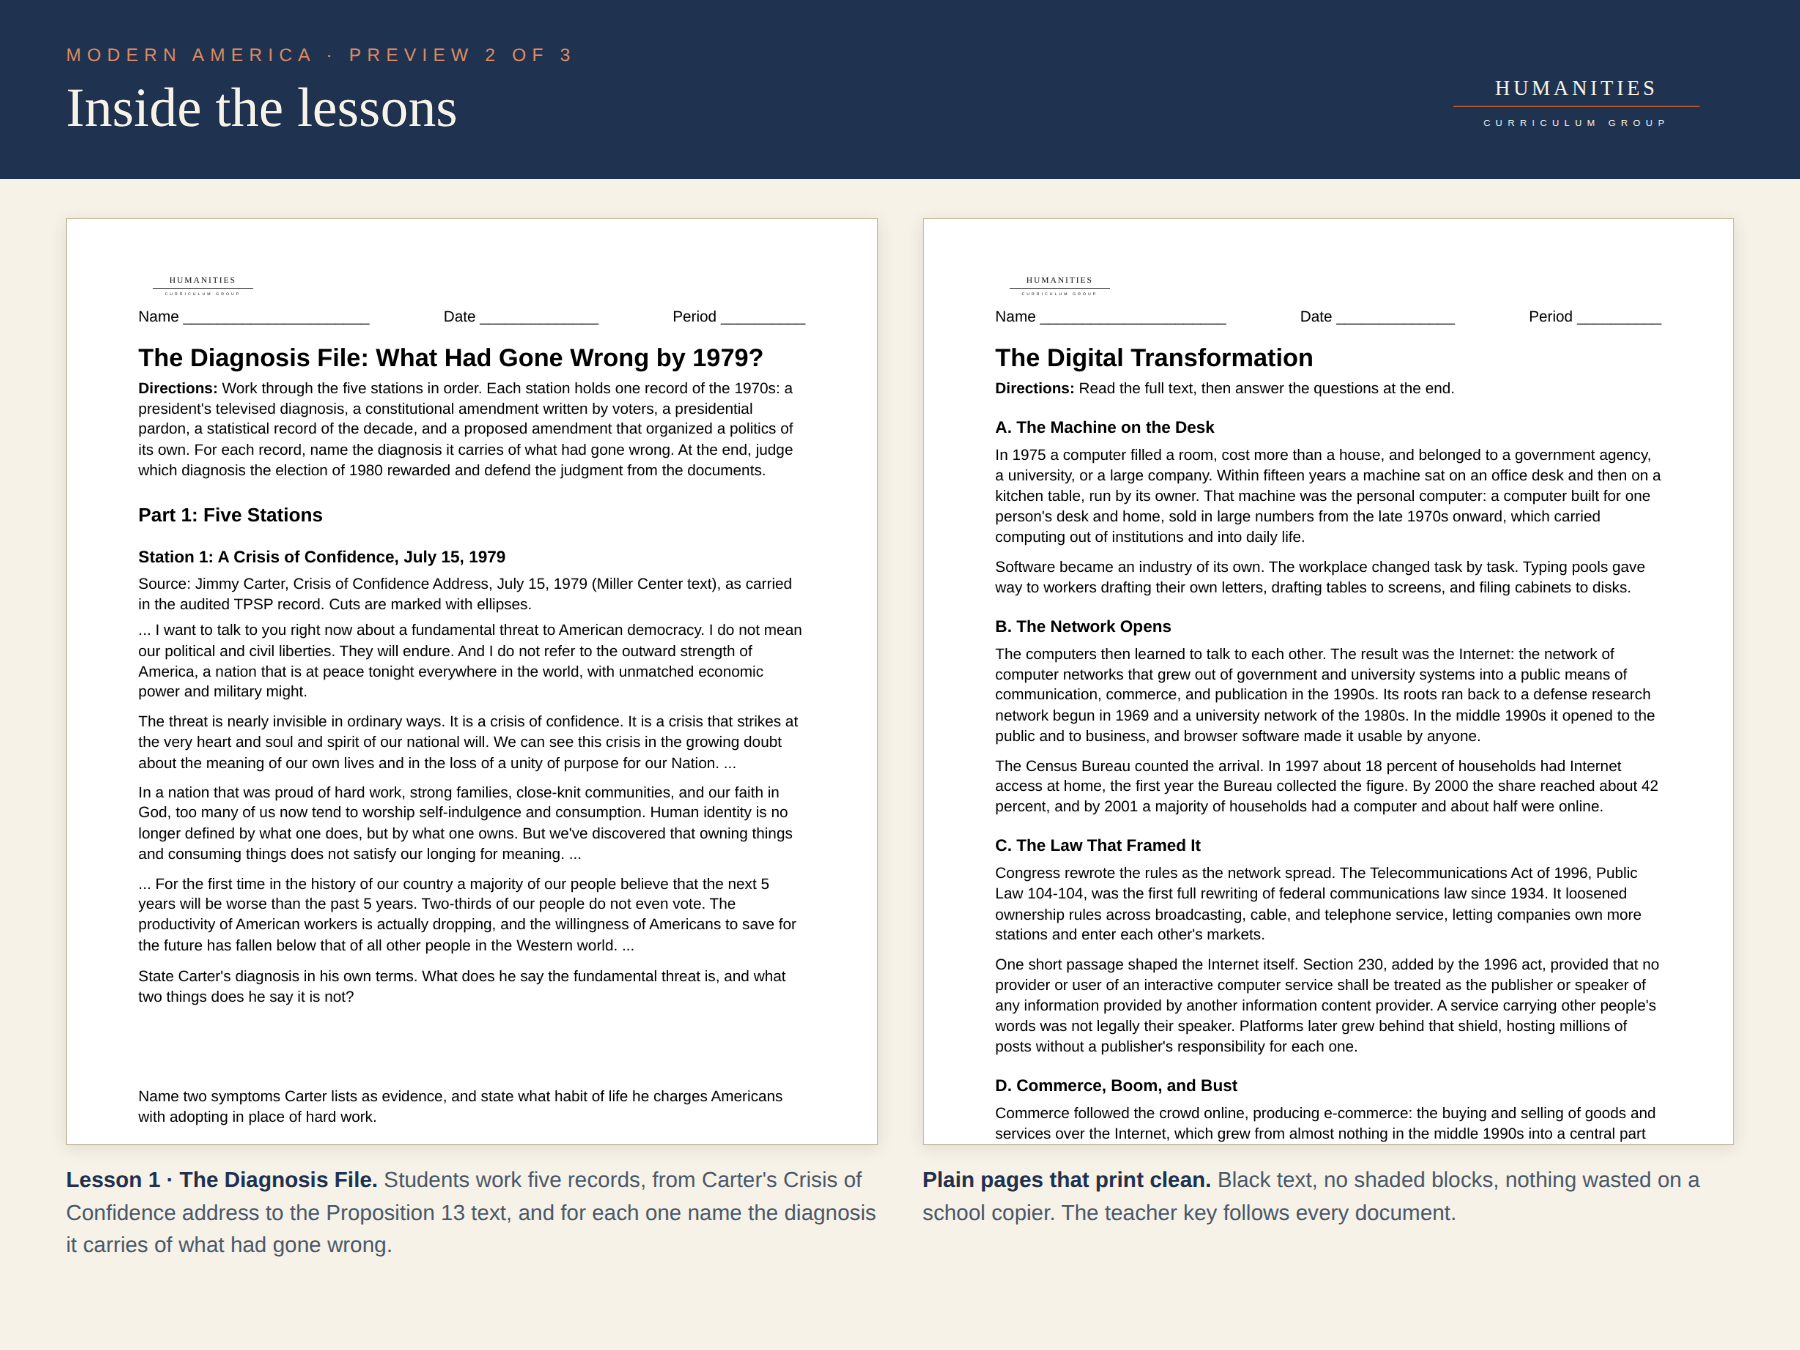 MODERN AMERICA · PREVIEW 2 OF 3
Inside the lessons
HUMANITIES
CURRICULUM GROUP
HUMANITIES
CURRICULUM GROUP
Name ______________________ Date ______________ Period __________
The Diagnosis File: What Had Gone Wrong by 1979?
Directions: Work through the five stations in order. Each station holds one record of the 1970s: a
president's televised diagnosis, a constitutional amendment written by voters, a presidential
pardon, a statistical record of the decade, and a proposed amendment that organized a politics of
its own. For each record, name the diagnosis it carries of what had gone wrong. At the end, judge
which diagnosis the election of 1980 rewarded and defend the judgment from the documents.
Part 1: Five Stations
Station 1: A Crisis of Confidence, July 15, 1979
Source: Jimmy Carter, Crisis of Confidence Address, July 15, 1979 (Miller Center text), as carried
in the audited TPSP record. Cuts are marked with ellipses.
... I want to talk to you right now about a fundamental threat to American democracy. I do not mean
our political and civil liberties. They will endure. And I do not refer to the outward strength of
America, a nation that is at peace tonight everywhere in the world, with unmatched economic
power and military might.
The threat is nearly invisible in ordinary ways. It is a crisis of confidence. It is a crisis that strikes at
the very heart and soul and spirit of our national will. We can see this crisis in the growing doubt
about the meaning of our own lives and in the loss of a unity of purpose for our Nation. ...
In a nation that was proud of hard work, strong families, close-knit communities, and our faith in
God, too many of us now tend to worship self-indulgence and consumption. Human identity is no
longer defined by what one does, but by what one owns. But we've discovered that owning things
and consuming things does not satisfy our longing for meaning. ...
... For the first time in the history of our country a majority of our people believe that the next 5
years will be worse than the past 5 years. Two-thirds of our people do not even vote. The
productivity of American workers is actually dropping, and the willingness of Americans to save for
the future has fallen below that of all other people in the Western world. ...
State Carter's diagnosis in his own terms. What does he say the fundamental threat is, and what
two things does he say it is not?
Name two symptoms Carter lists as evidence, and state what habit of life he charges Americans
with adopting in place of hard work.
Lesson 1 · The Diagnosis File. Students work five records, from Carter's Crisis of
Confidence address to the Proposition 13 text, and for each one name the diagnosis
it carries of what had gone wrong.
HUMANITIES
CURRICULUM GROUP
Name ______________________ Date ______________ Period __________
The Digital Transformation
Directions: Read the full text, then answer the questions at the end.
A. The Machine on the Desk
In 1975 a computer filled a room, cost more than a house, and belonged to a government agency,
a university, or a large company. Within fifteen years a machine sat on an office desk and then on a
kitchen table, run by its owner. That machine was the personal computer: a computer built for one
person's desk and home, sold in large numbers from the late 1970s onward, which carried
computing out of institutions and into daily life.
Software became an industry of its own. The workplace changed task by task. Typing pools gave
way to workers drafting their own letters, drafting tables to screens, and filing cabinets to disks.
B. The Network Opens
The computers then learned to talk to each other. The result was the Internet: the network of
computer networks that grew out of government and university systems into a public means of
communication, commerce, and publication in the 1990s. Its roots ran back to a defense research
network begun in 1969 and a university network of the 1980s. In the middle 1990s it opened to the
public and to business, and browser software made it usable by anyone.
The Census Bureau counted the arrival. In 1997 about 18 percent of households had Internet
access at home, the first year the Bureau collected the figure. By 2000 the share reached about 42
percent, and by 2001 a majority of households had a computer and about half were online.
C. The Law That Framed It
Congress rewrote the rules as the network spread. The Telecommunications Act of 1996, Public
Law 104-104, was the first full rewriting of federal communications law since 1934. It loosened
ownership rules across broadcasting, cable, and telephone service, letting companies own more
stations and enter each other's markets.
One short passage shaped the Internet itself. Section 230, added by the 1996 act, provided that no
provider or user of an interactive computer service shall be treated as the publisher or speaker of
any information provided by another information content provider. A service carrying other people's
words was not legally their speaker. Platforms later grew behind that shield, hosting millions of
posts without a publisher's responsibility for each one.
D. Commerce, Boom, and Bust
Commerce followed the crowd online, producing e-commerce: the buying and selling of goods and
services over the Internet, which grew from almost nothing in the middle 1990s into a central part
Plain pages that print clean. Black text, no shaded blocks, nothing wasted on a
school copier. The teacher key follows every document.